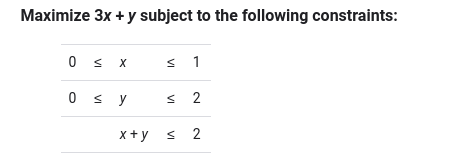 Maximize 3x + y subject to the following constraints:
0 ≤ x ≤ 1
0 ≤ y ≤ 2
x + y ≤ 2